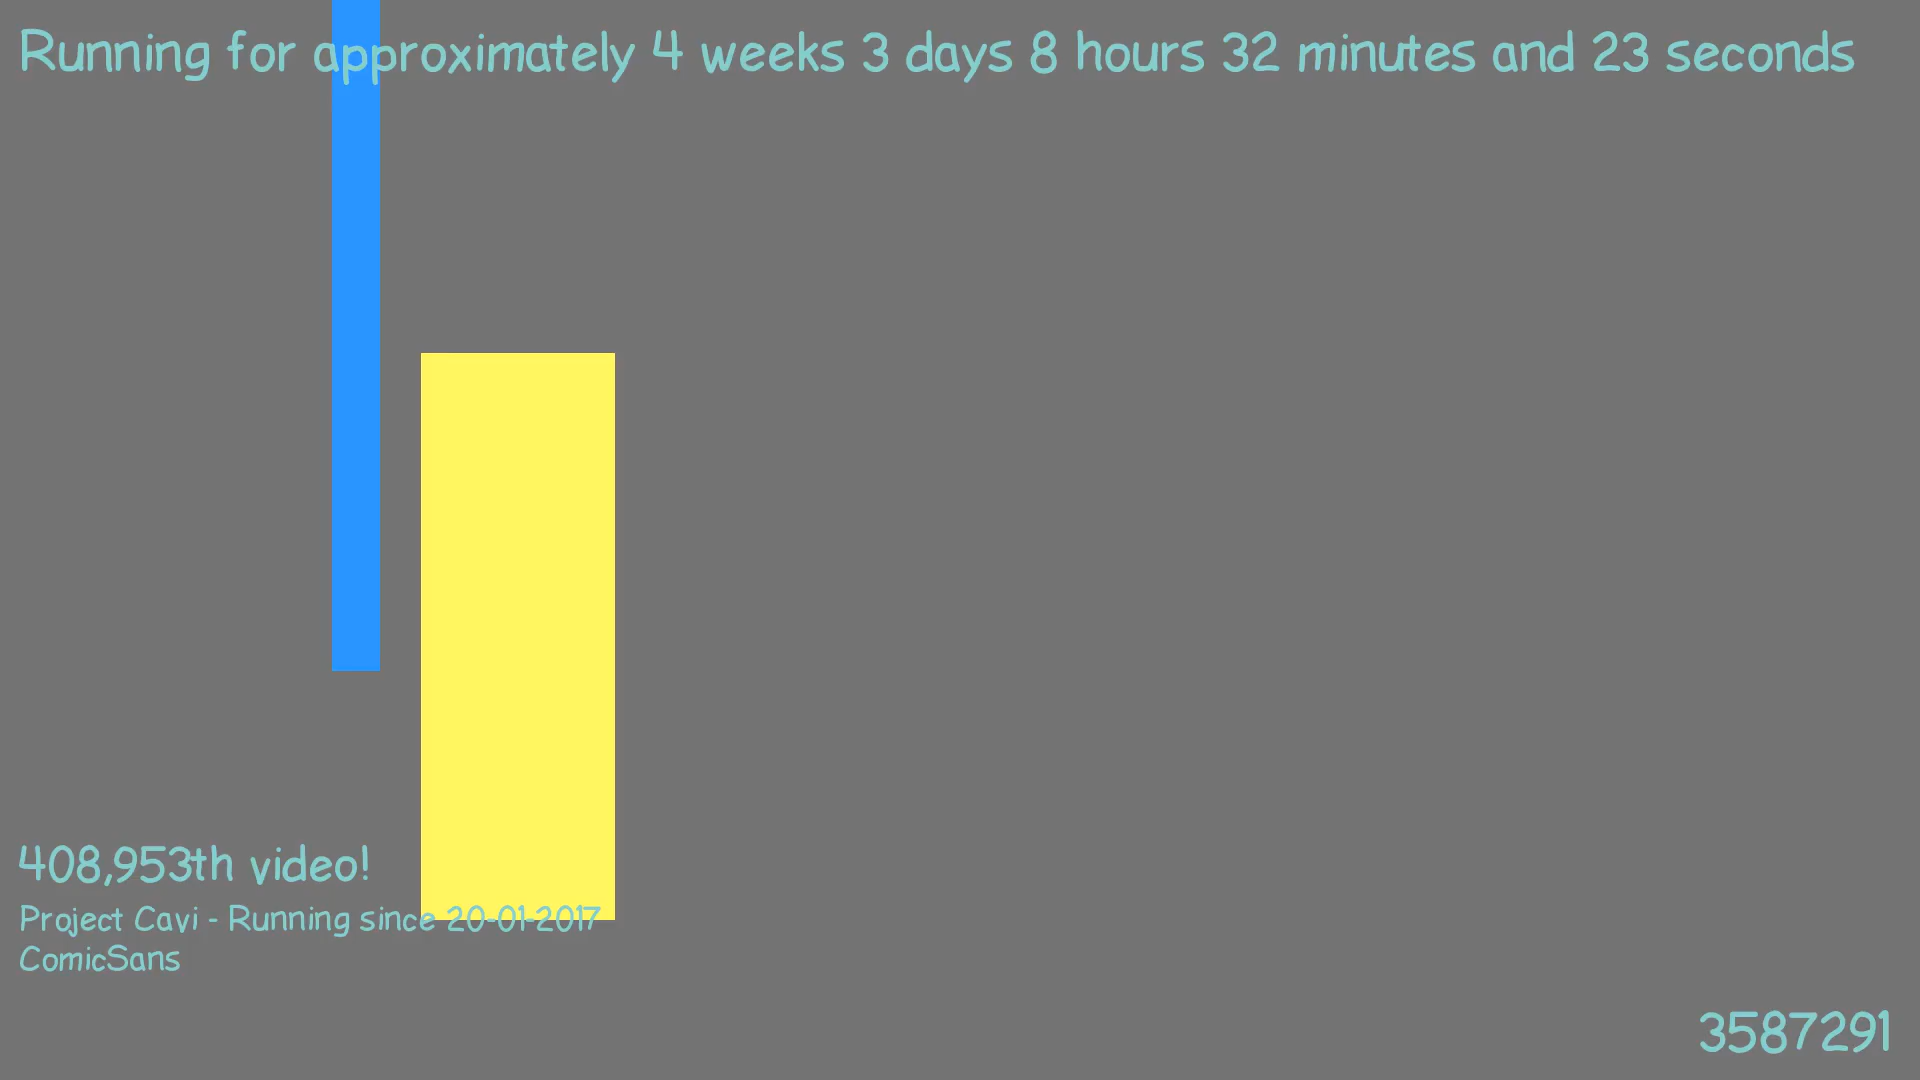 Running for approximately 4 weeks 3 days 8 hours 32 minutes and 23 seconds
408,953th video!
Project Cavi - Running since 20-01-2017
ComicSans
3587291